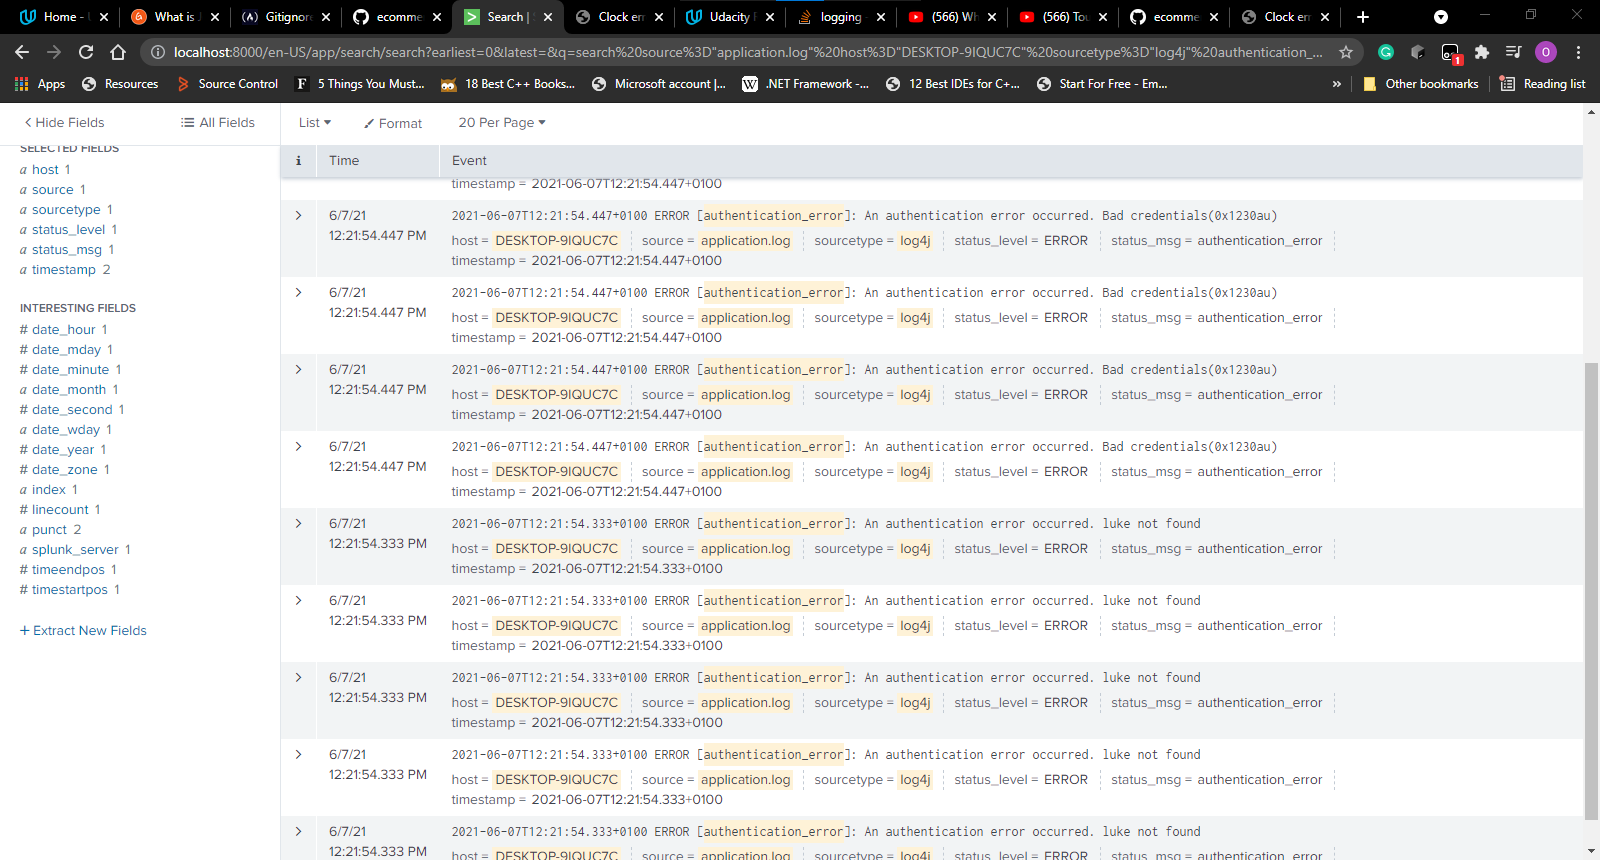 Home - What is Gitignor ecomme Search | Clock er Udacity logging (566) Wh (566) Tou ecomme Clock er
localhost:8000/en-US/app/search/search?earliest=0&latest=&q=search%20source%3D"application.log"%20host%3D"DESKTOP-9IQUC7C"%20sourcetype%3D"log4j"%20authentication_... 1 O
Apps Resources Source Control 5 Things You Must... 18 Best C++ Books... Microsoft account |... .NET Framework -... 12 Best IDEs for C+... Start For Free - Em... » Other bookmarks Reading list
Hide Fields All Fields List Format 20 Per Page
SELECTED FIELDS
a host 1
a source 1
a sourcetype 1
a status_level 1
a status_msg 1
a timestamp 2
INTERESTING FIELDS
# date_hour 1
# date_mday 1
# date_minute 1
a date_month 1
# date_second 1
a date_wday 1
# date_year 1
# date_zone 1
a index 1
# linecount 1
a punct 2
a splunk_server 1
# timeendpos 1
# timestartpos 1
+ Extract New Fields
i Time Event
timestamp = 2021-06-07T12:21:54.447+0100
6/7/21 2021-06-07T12:21:54.447+0100 ERROR [authentication_error]: An authentication error occurred. Bad credentials(0x1230au)
12:21:54.447 PM host = DESKTOP-9IQUC7C source = application.log sourcetype = log4j status_level = ERROR status_msg = authentication_error
timestamp = 2021-06-07T12:21:54.447+0100
6/7/21 2021-06-07T12:21:54.447+0100 ERROR [authentication_error]: An authentication error occurred. Bad credentials(0x1230au)
12:21:54.447 PM host = DESKTOP-9IQUC7C source = application.log sourcetype = log4j status_level = ERROR status_msg = authentication_error
timestamp = 2021-06-07T12:21:54.447+0100
6/7/21 2021-06-07T12:21:54.447+0100 ERROR [authentication_error]: An authentication error occurred. Bad credentials(0x1230au)
12:21:54.447 PM host = DESKTOP-9IQUC7C source = application.log sourcetype = log4j status_level = ERROR status_msg = authentication_error
timestamp = 2021-06-07T12:21:54.447+0100
6/7/21 2021-06-07T12:21:54.447+0100 ERROR [authentication_error]: An authentication error occurred. Bad credentials(0x1230au)
12:21:54.447 PM host = DESKTOP-9IQUC7C source = application.log sourcetype = log4j status_level = ERROR status_msg = authentication_error
timestamp = 2021-06-07T12:21:54.447+0100
6/7/21 2021-06-07T12:21:54.333+0100 ERROR [authentication_error]: An authentication error occurred. luke not found
12:21:54.333 PM host = DESKTOP-9IQUC7C source = application.log sourcetype = log4j status_level = ERROR status_msg = authentication_error
timestamp = 2021-06-07T12:21:54.333+0100
6/7/21 2021-06-07T12:21:54.333+0100 ERROR [authentication_error]: An authentication error occurred. luke not found
12:21:54.333 PM host = DESKTOP-9IQUC7C source = application.log sourcetype = log4j status_level = ERROR status_msg = authentication_error
timestamp = 2021-06-07T12:21:54.333+0100
6/7/21 2021-06-07T12:21:54.333+0100 ERROR [authentication_error]: An authentication error occurred. luke not found
12:21:54.333 PM host = DESKTOP-9IQUC7C source = application.log sourcetype = log4j status_level = ERROR status_msg = authentication_error
timestamp = 2021-06-07T12:21:54.333+0100
6/7/21 2021-06-07T12:21:54.333+0100 ERROR [authentication_error]: An authentication error occurred. luke not found
12:21:54.333 PM host = DESKTOP-9IQUC7C source = application.log sourcetype = log4j status_level = ERROR status_msg = authentication_error
timestamp = 2021-06-07T12:21:54.333+0100
6/7/21 2021-06-07T12:21:54.333+0100 ERROR [authentication_error]: An authentication error occurred. luke not found
12:21:54.333 PM host = DESKTOP-9IQUC7C source = application.log sourcetype = log4j status_level = ERROR status_msg = authentication_error